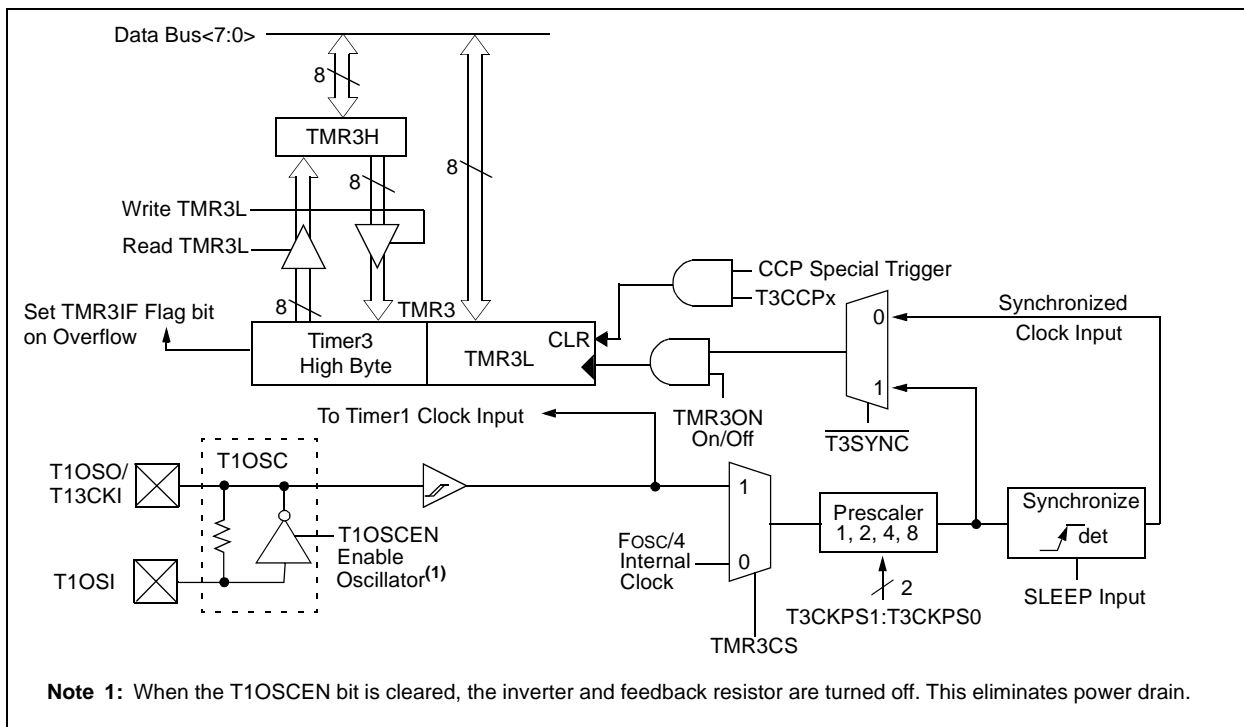 Data Bus<7:0>
8
TMR3H
8
8
Write TMR3L
Read TMR3L
8
TMR3
CCP Special Trigger
T3CCPx
Set TMR3IF Flag bit
on Overflow
Timer3
High Byte
TMR3L
CLR
0
1
Synchronized
Clock Input
TMR3ON
On/Off
T3SYNC
To Timer1 Clock Input
T1OSC
T1OSO/
T13CKI
T1OSI
T1OSCEN
Enable
Oscillator(1)
FOSC/4
Internal
Clock
1
0
TMR3CS
Prescaler
1, 2, 4, 8
2
T3CKPS1:T3CKPS0
Synchronize
det
SLEEP Input
Note 1: When the T1OSCEN bit is cleared, the inverter and feedback resistor are turned off. This eliminates power drain.